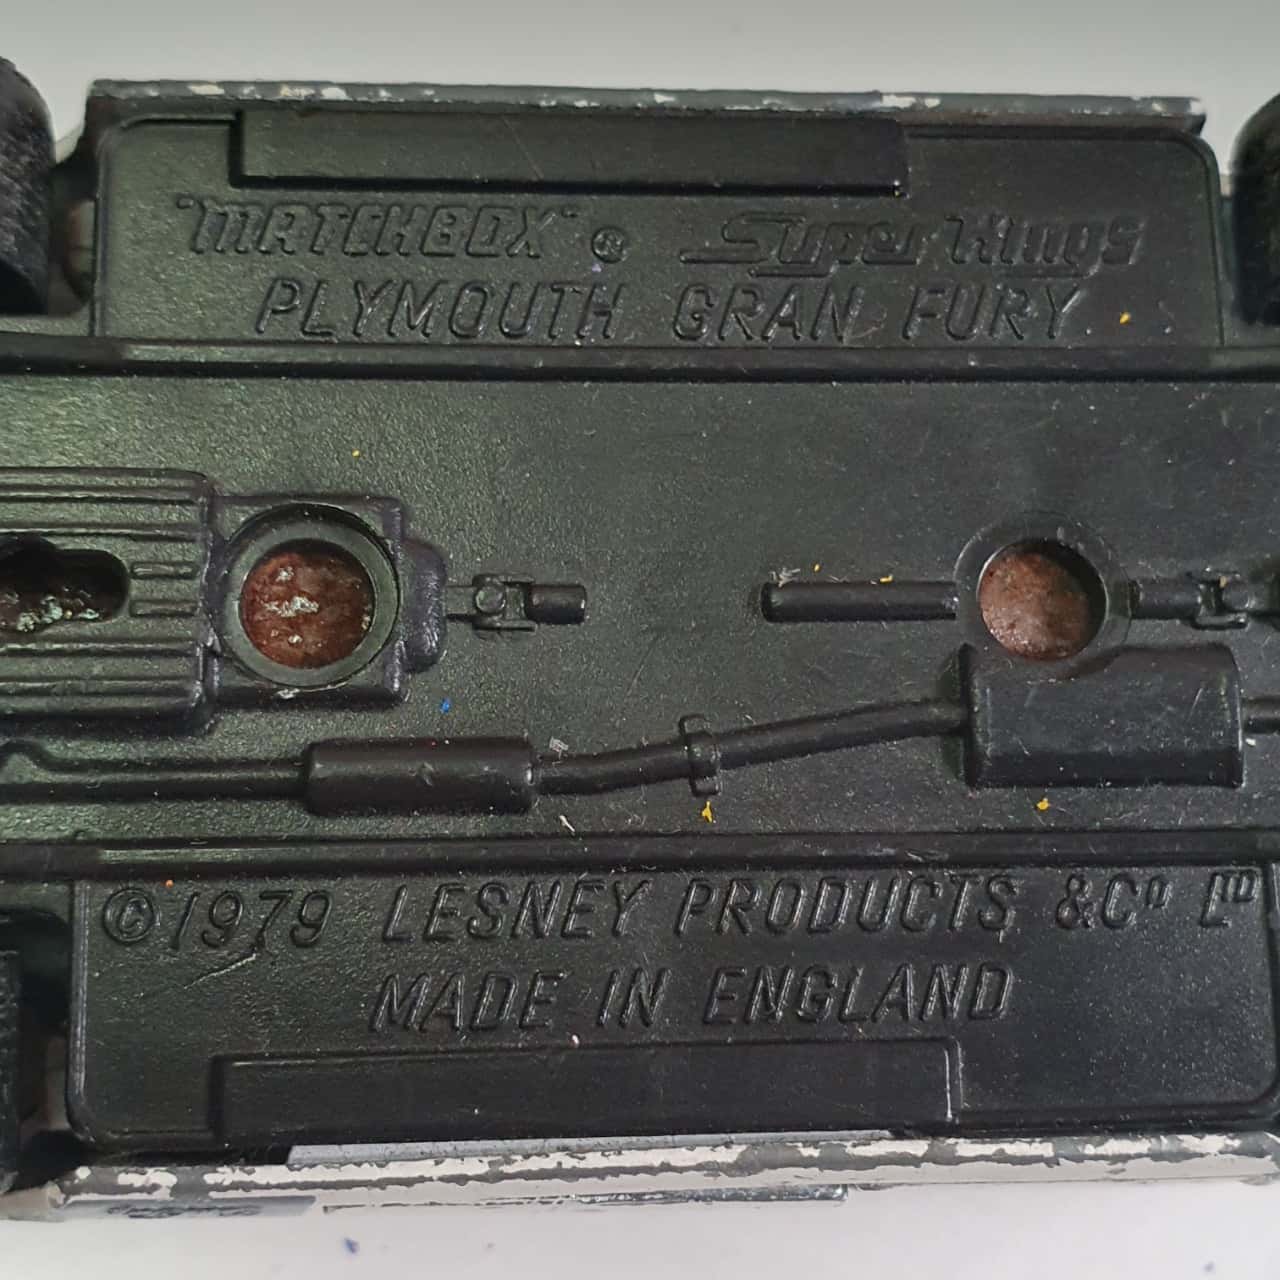 "MATCHBOX" ® Super Kings
PLYMOUTH GRAN FURY
© 1979 LESNEY PRODUCTS & Cº LTD
MADE IN ENGLAND